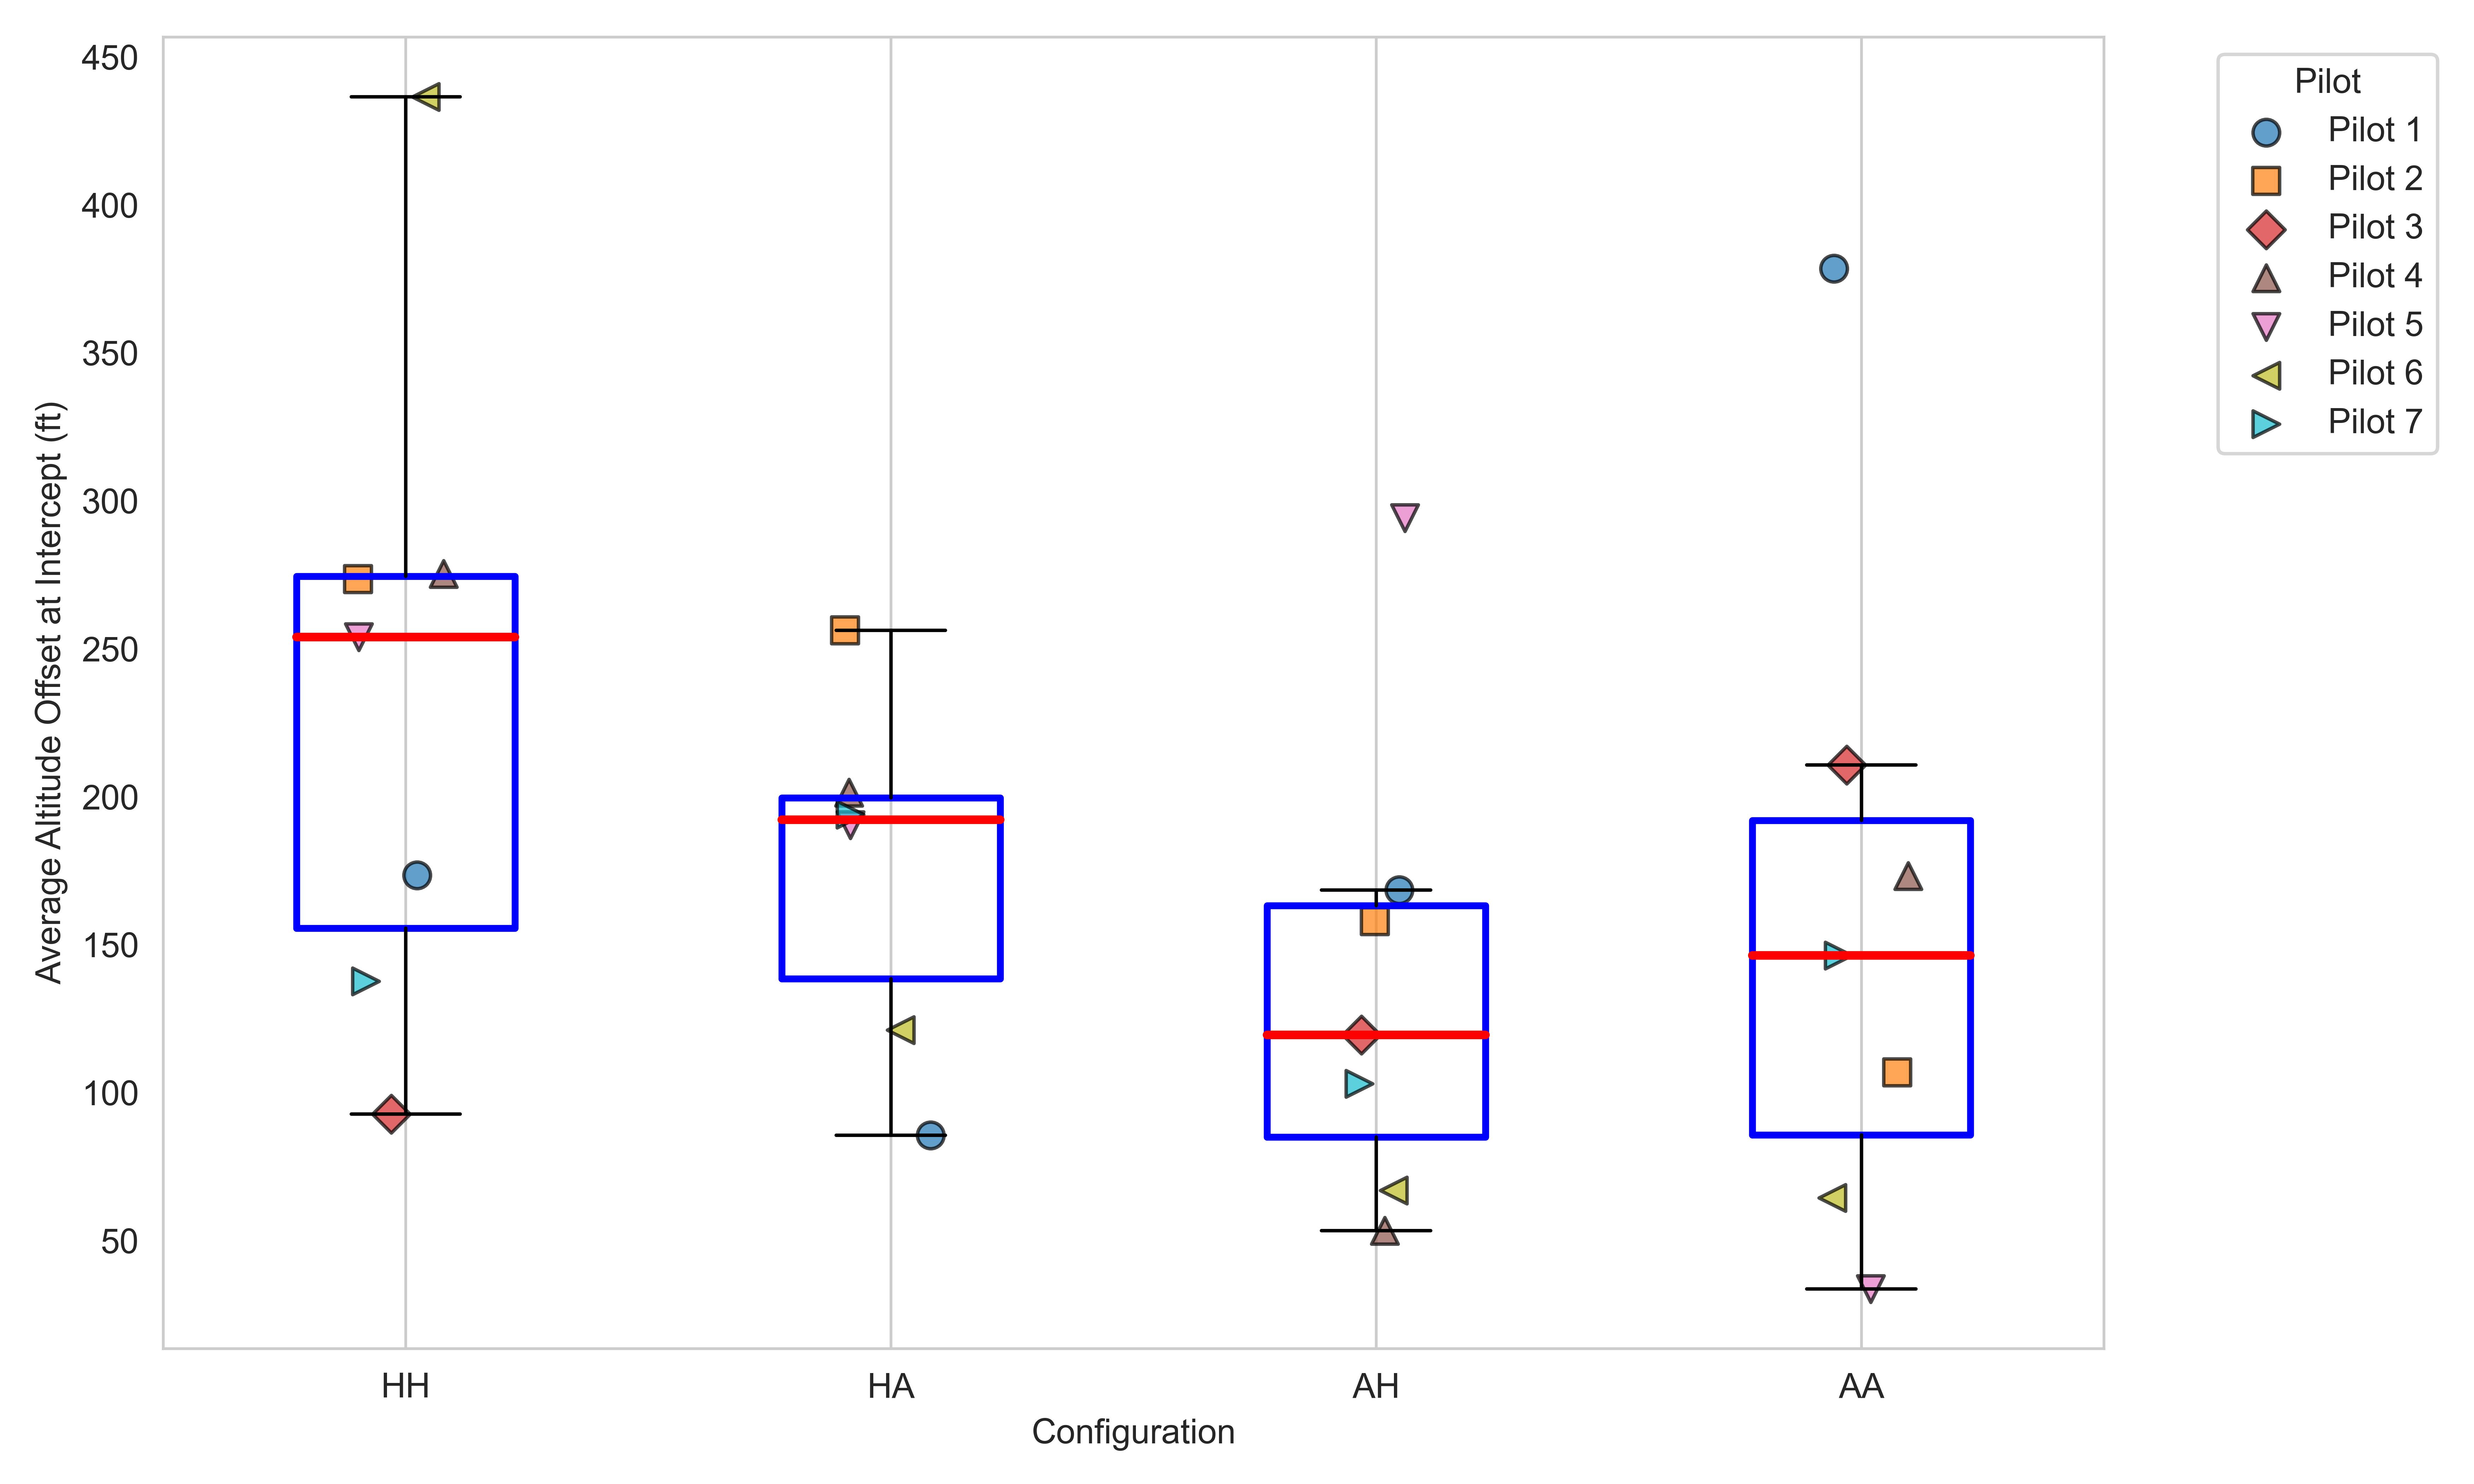 450
400
350
300
250
200
150
100
50
Average Altitude Offset at Intercept (ft)
HH
HA
AH
AA
Configuration
Pilot
Pilot 1
Pilot 2
Pilot 3
Pilot 4
Pilot 5
Pilot 6
Pilot 7